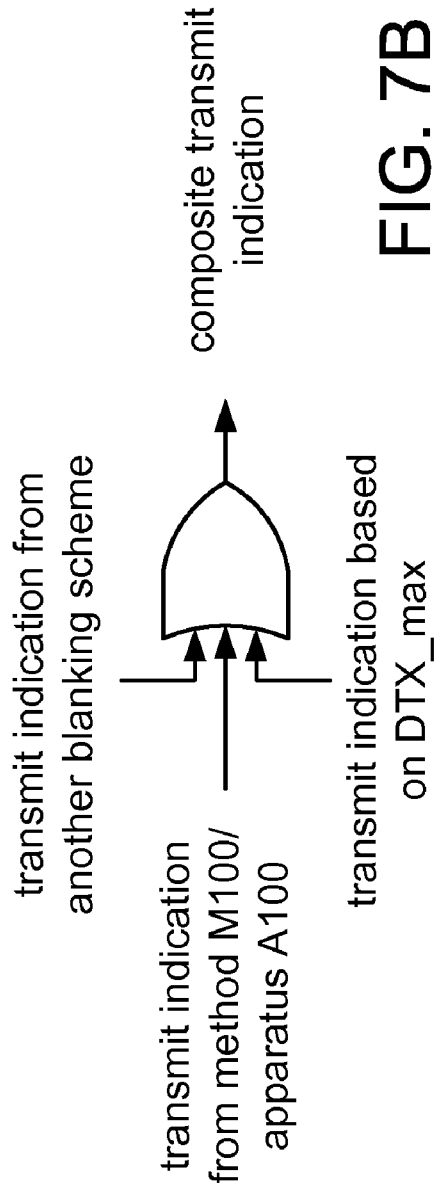 transmit indication from
another blanking scheme
transmit indication
from method M100/
apparatus A100
transmit indication based
on DTX_max
composite transmit
indication
FIG. 7B